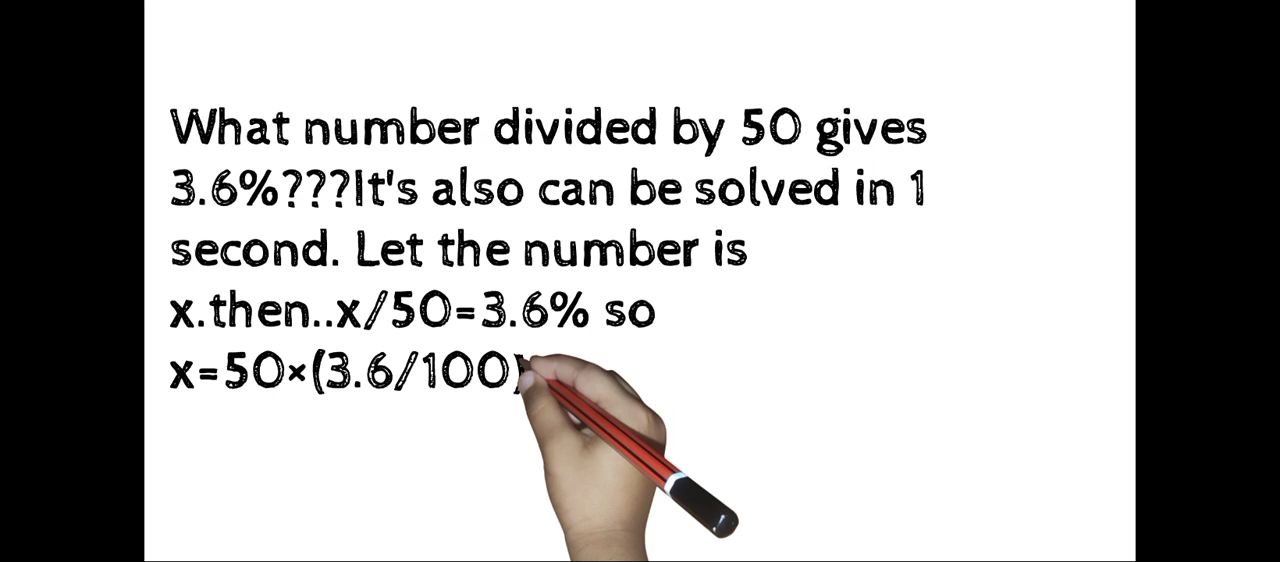 What number divided by 50 gives
3.6%???It's also can be solved in 1
second. Let the number is
x.then..x/50=3.6% so
x=50×(3.6/100)